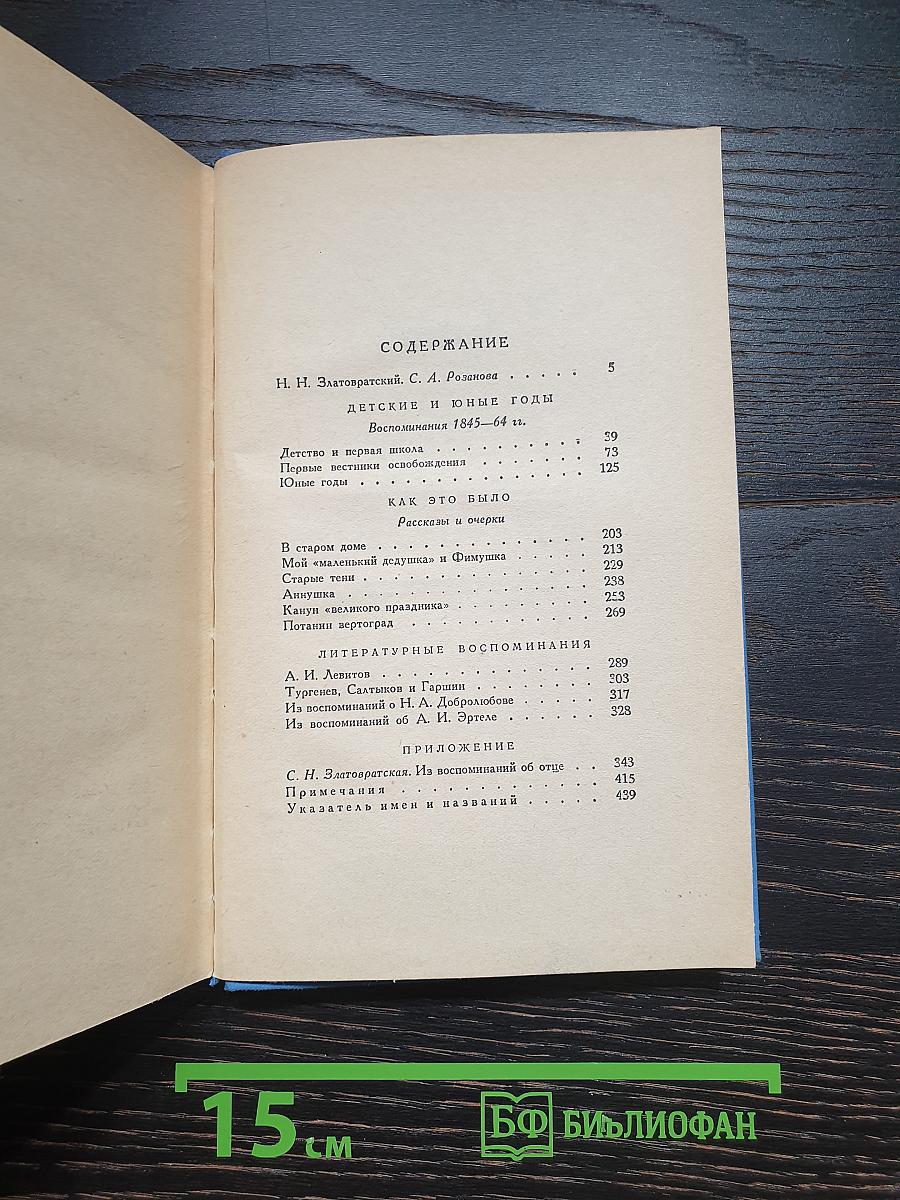 СОДЕРЖАНИЕ
Н. Н. Златовратский. С. А. Розанова . . . . . 5
ДЕТСКИЕ И ЮНЫЕ ГОДЫ
Воспоминания 1845—64 гг.
Детство и первая школа . . . . . . . . . . 39
Первые вестники освобождения . . . . . . . 73
Юные годы . . . . . . . . . . . . . . . 125
КАК ЭТО БЫЛО
Рассказы и очерки
В старом доме . . . . . . . . . . . . . . 203
Мой «маленький дедушка» и Фимушка . . . . . 213
Старые тени . . . . . . . . . . . . . . . 229
Аннушка . . . . . . . . . . . . . . . . 238
Канун «великого праздника» . . . . . . . . . 253
Потанин вертоград . . . . . . . . . . . . 269
ЛИТЕРАТУРНЫЕ ВОСПОМИНАНИЯ
А. И. Левитов . . . . . . . . . . . . . . 289
Тургенев, Салтыков и Гаршин . . . . . . . . 303
Из воспоминаний о Н. А. Добролюбове . . . . . 317
Из воспоминаний об А. И. Эртеле . . . . . . 328
ПРИЛОЖЕНИЕ
С. Н. Златовратская. Из воспоминаний об отце . . 343
Примечания . . . . . . . . . . . . . 415
Указатель имен и названий . . . . . 439
15 см
БФ БИБЛИОФАН